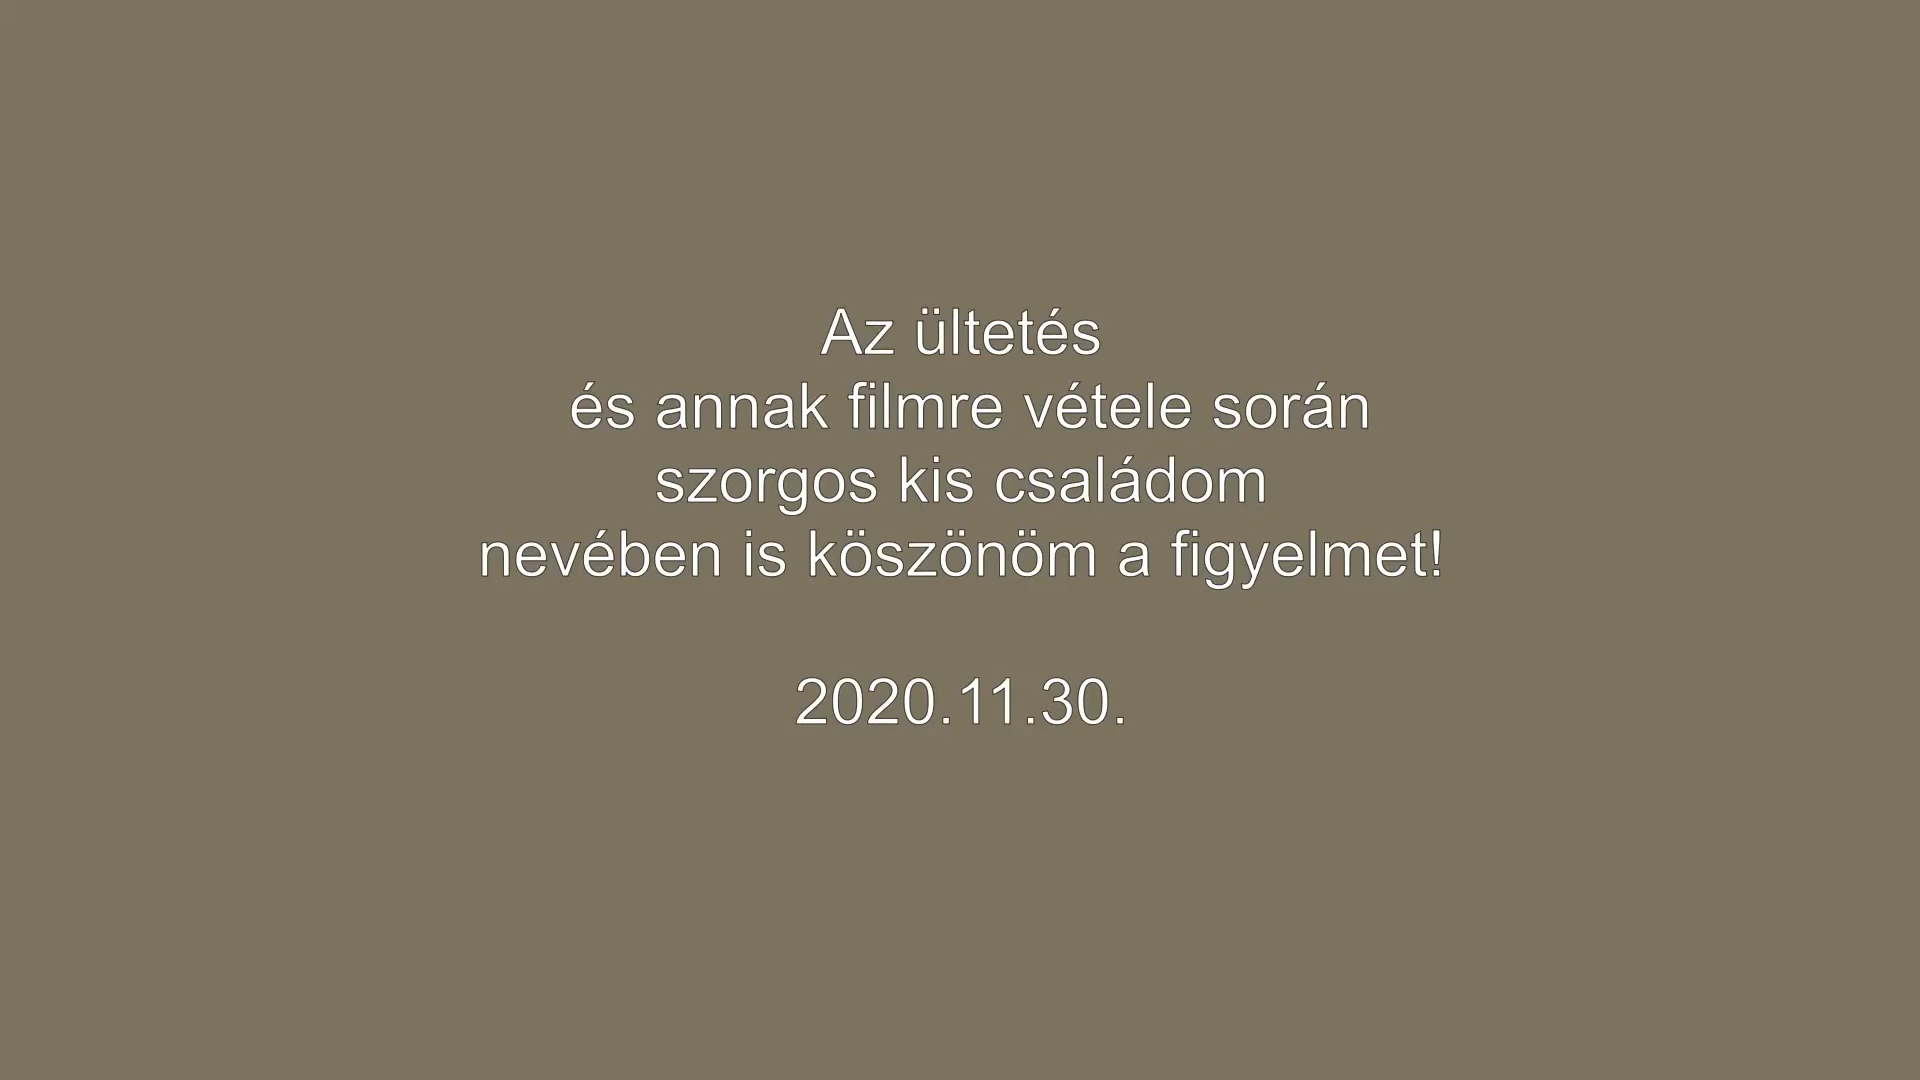 Az ültetés
és annak filmre vétele során
szorgos kis családom
nevében is köszönöm a figyelmet!
2020.11.30.